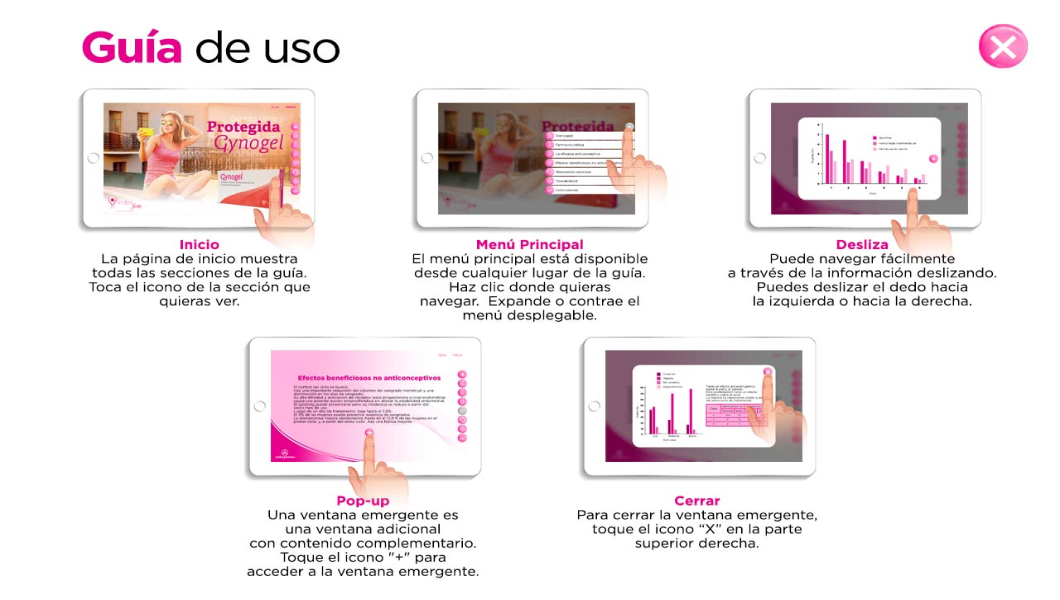 Guía de uso
Protegida
Gynogel
Gynogel
Inicio
La página de inicio muestra
todas las secciones de la guía.
Toca el icono de la sección que
quieras ver.
Protegida
Menú Principal
El menú principal está disponible
desde cualquier lugar de la guía.
Haz clic donde quieras
navegar. Expande o contrae el
menú desplegable.
Desliza
Puede navegar fácilmente
a través de la información deslizando.
Puedes deslizar el dedo hacia
la izquierda o hacia la derecha.
Efectos beneficiosos no anticonceptivos
Pop-up
Una ventana emergente es
una ventana adicional
con contenido complementario.
Toque el icono "+" para
acceder a la ventana emergente.
Cerrar
Para cerrar la ventana emergente,
toque el icono “X” en la parte
superior derecha.